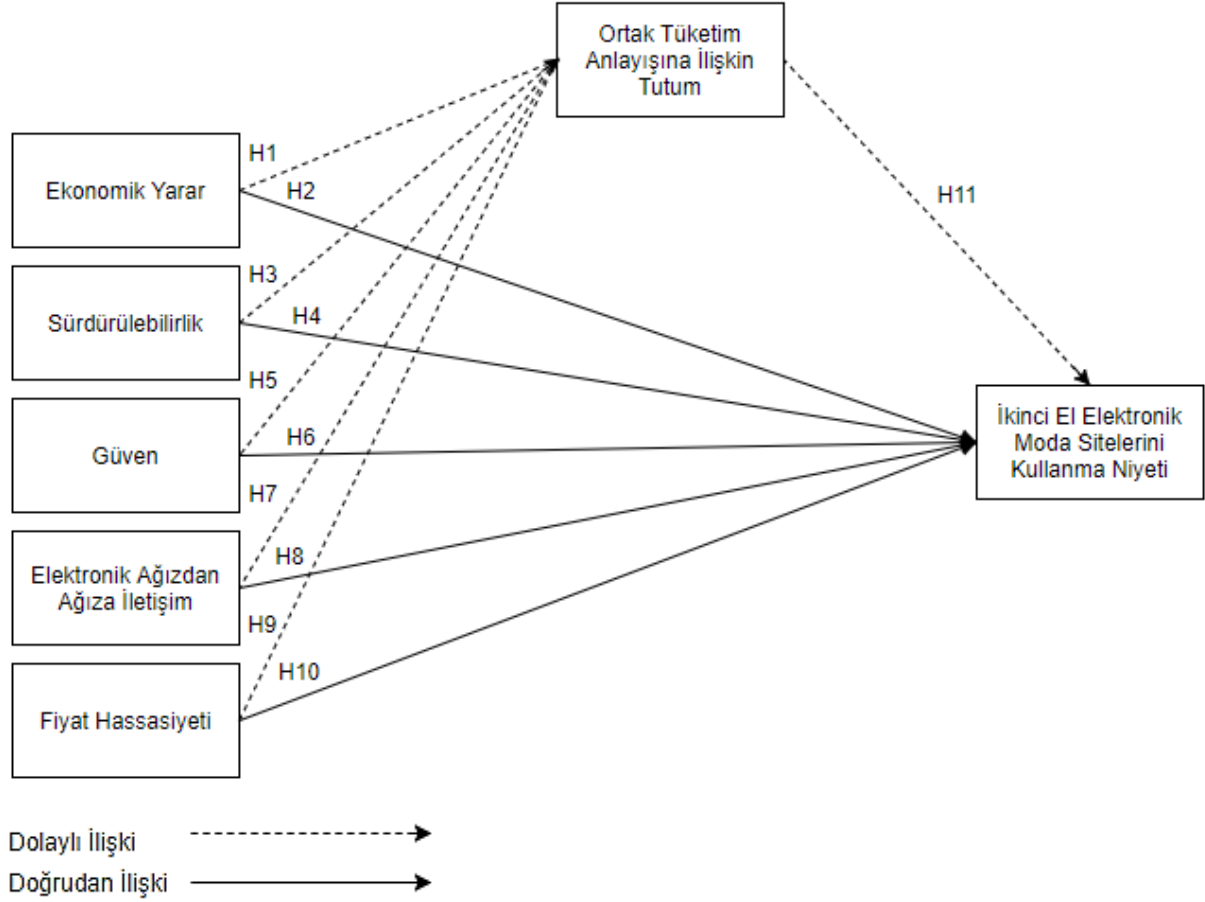 Ortak Tüketim
Anlayışına İlişkin
Tutum
H1
Ekonomik Yarar
H2
H11
H3
Sürdürülebilirlik
H4
H5
İkinci El Elektronik
Moda Sitelerini
Kullanma Niyeti
Güven
H6
H7
Elektronik Ağızdan
Ağıza İletişim
H8
H9
Fiyat Hassasiyeti
H10
Dolaylı İlişki
Doğrudan İlişki